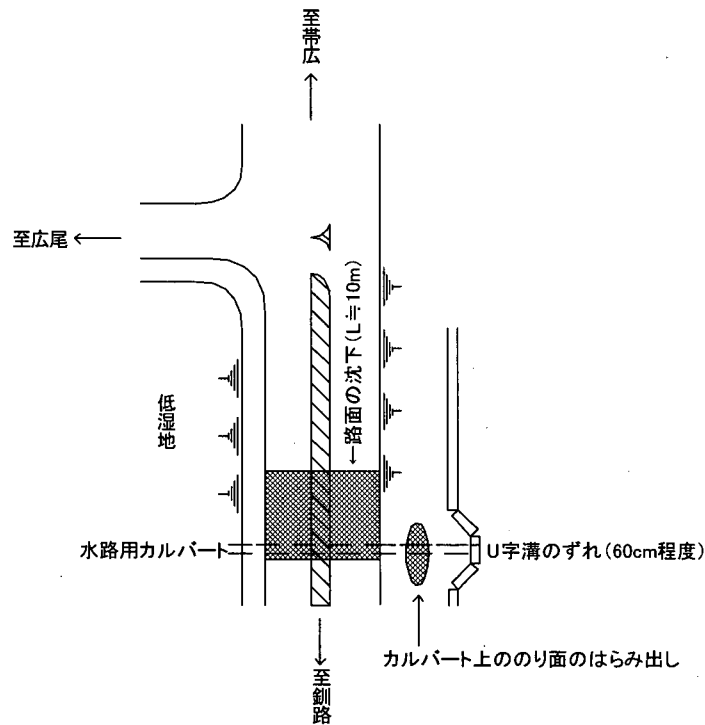 至帯広
至広尾
路面の沈下(L≒10m)
低湿地
水路用カルバート
U字溝のずれ(60cm程度)
カルバート上ののり面のはらみ出し
至釧路